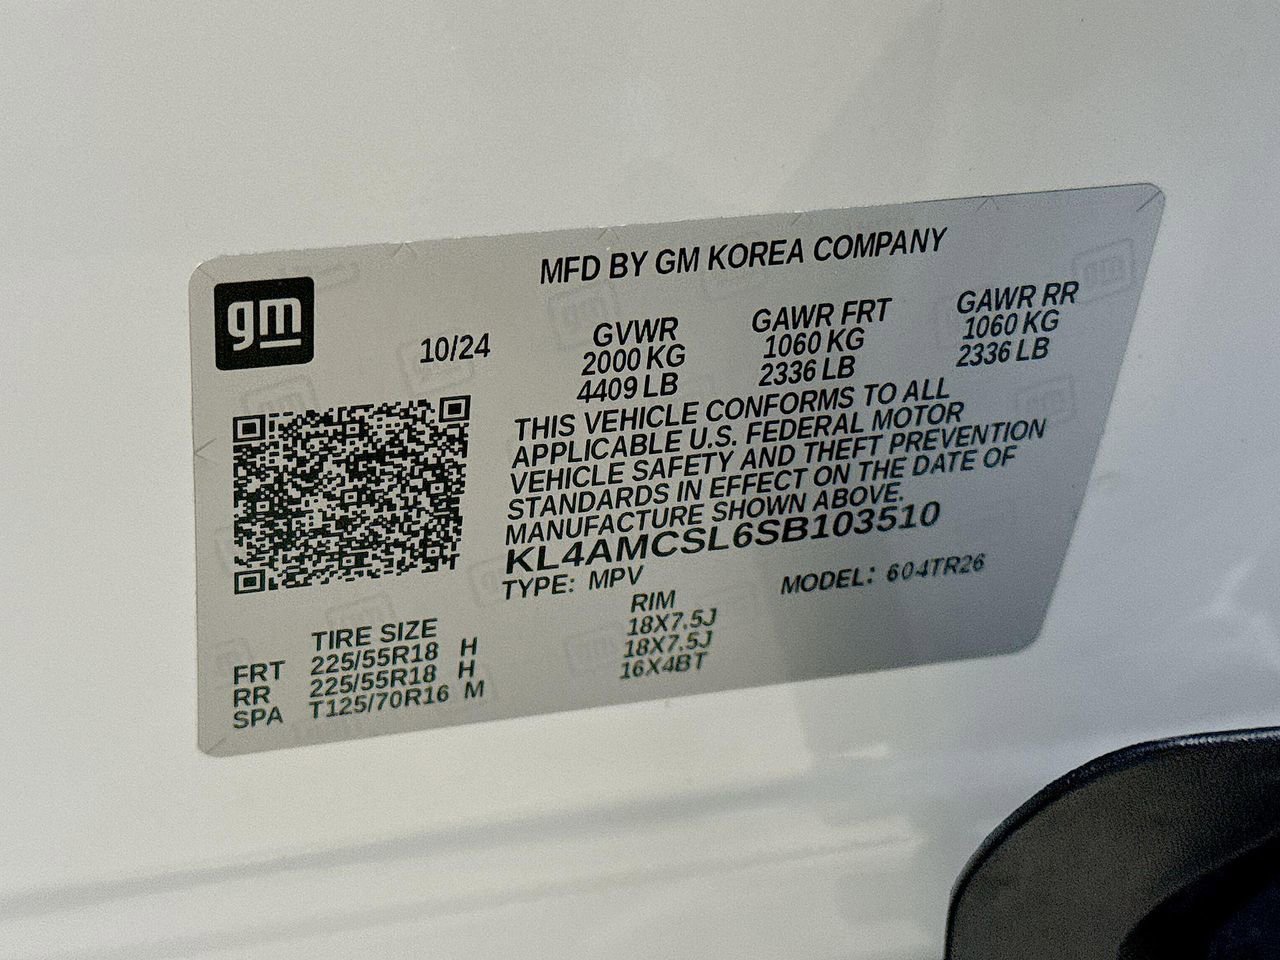 gm
MFD BY GM KOREA COMPANY
10/24 GVWR GAWR FRT GAWR RR
2000 KG 1060 KG 1060 KG
4409 LB 2336 LB 2336 LB
THIS VEHICLE CONFORMS TO ALL
APPLICABLE U.S. FEDERAL MOTOR
VEHICLE SAFETY AND THEFT PREVENTION
STANDARDS IN EFFECT ON THE DATE OF
MANUFACTURE SHOWN ABOVE.
KL4AMCSL6SB103510
TYPE: MPV MODEL: 604TR26
TIRE SIZE RIM
FRT 225/55R18 H 18X7.5J
RR 225/55R18 H 18X7.5J
SPA T125/70R16 M 16X4BT